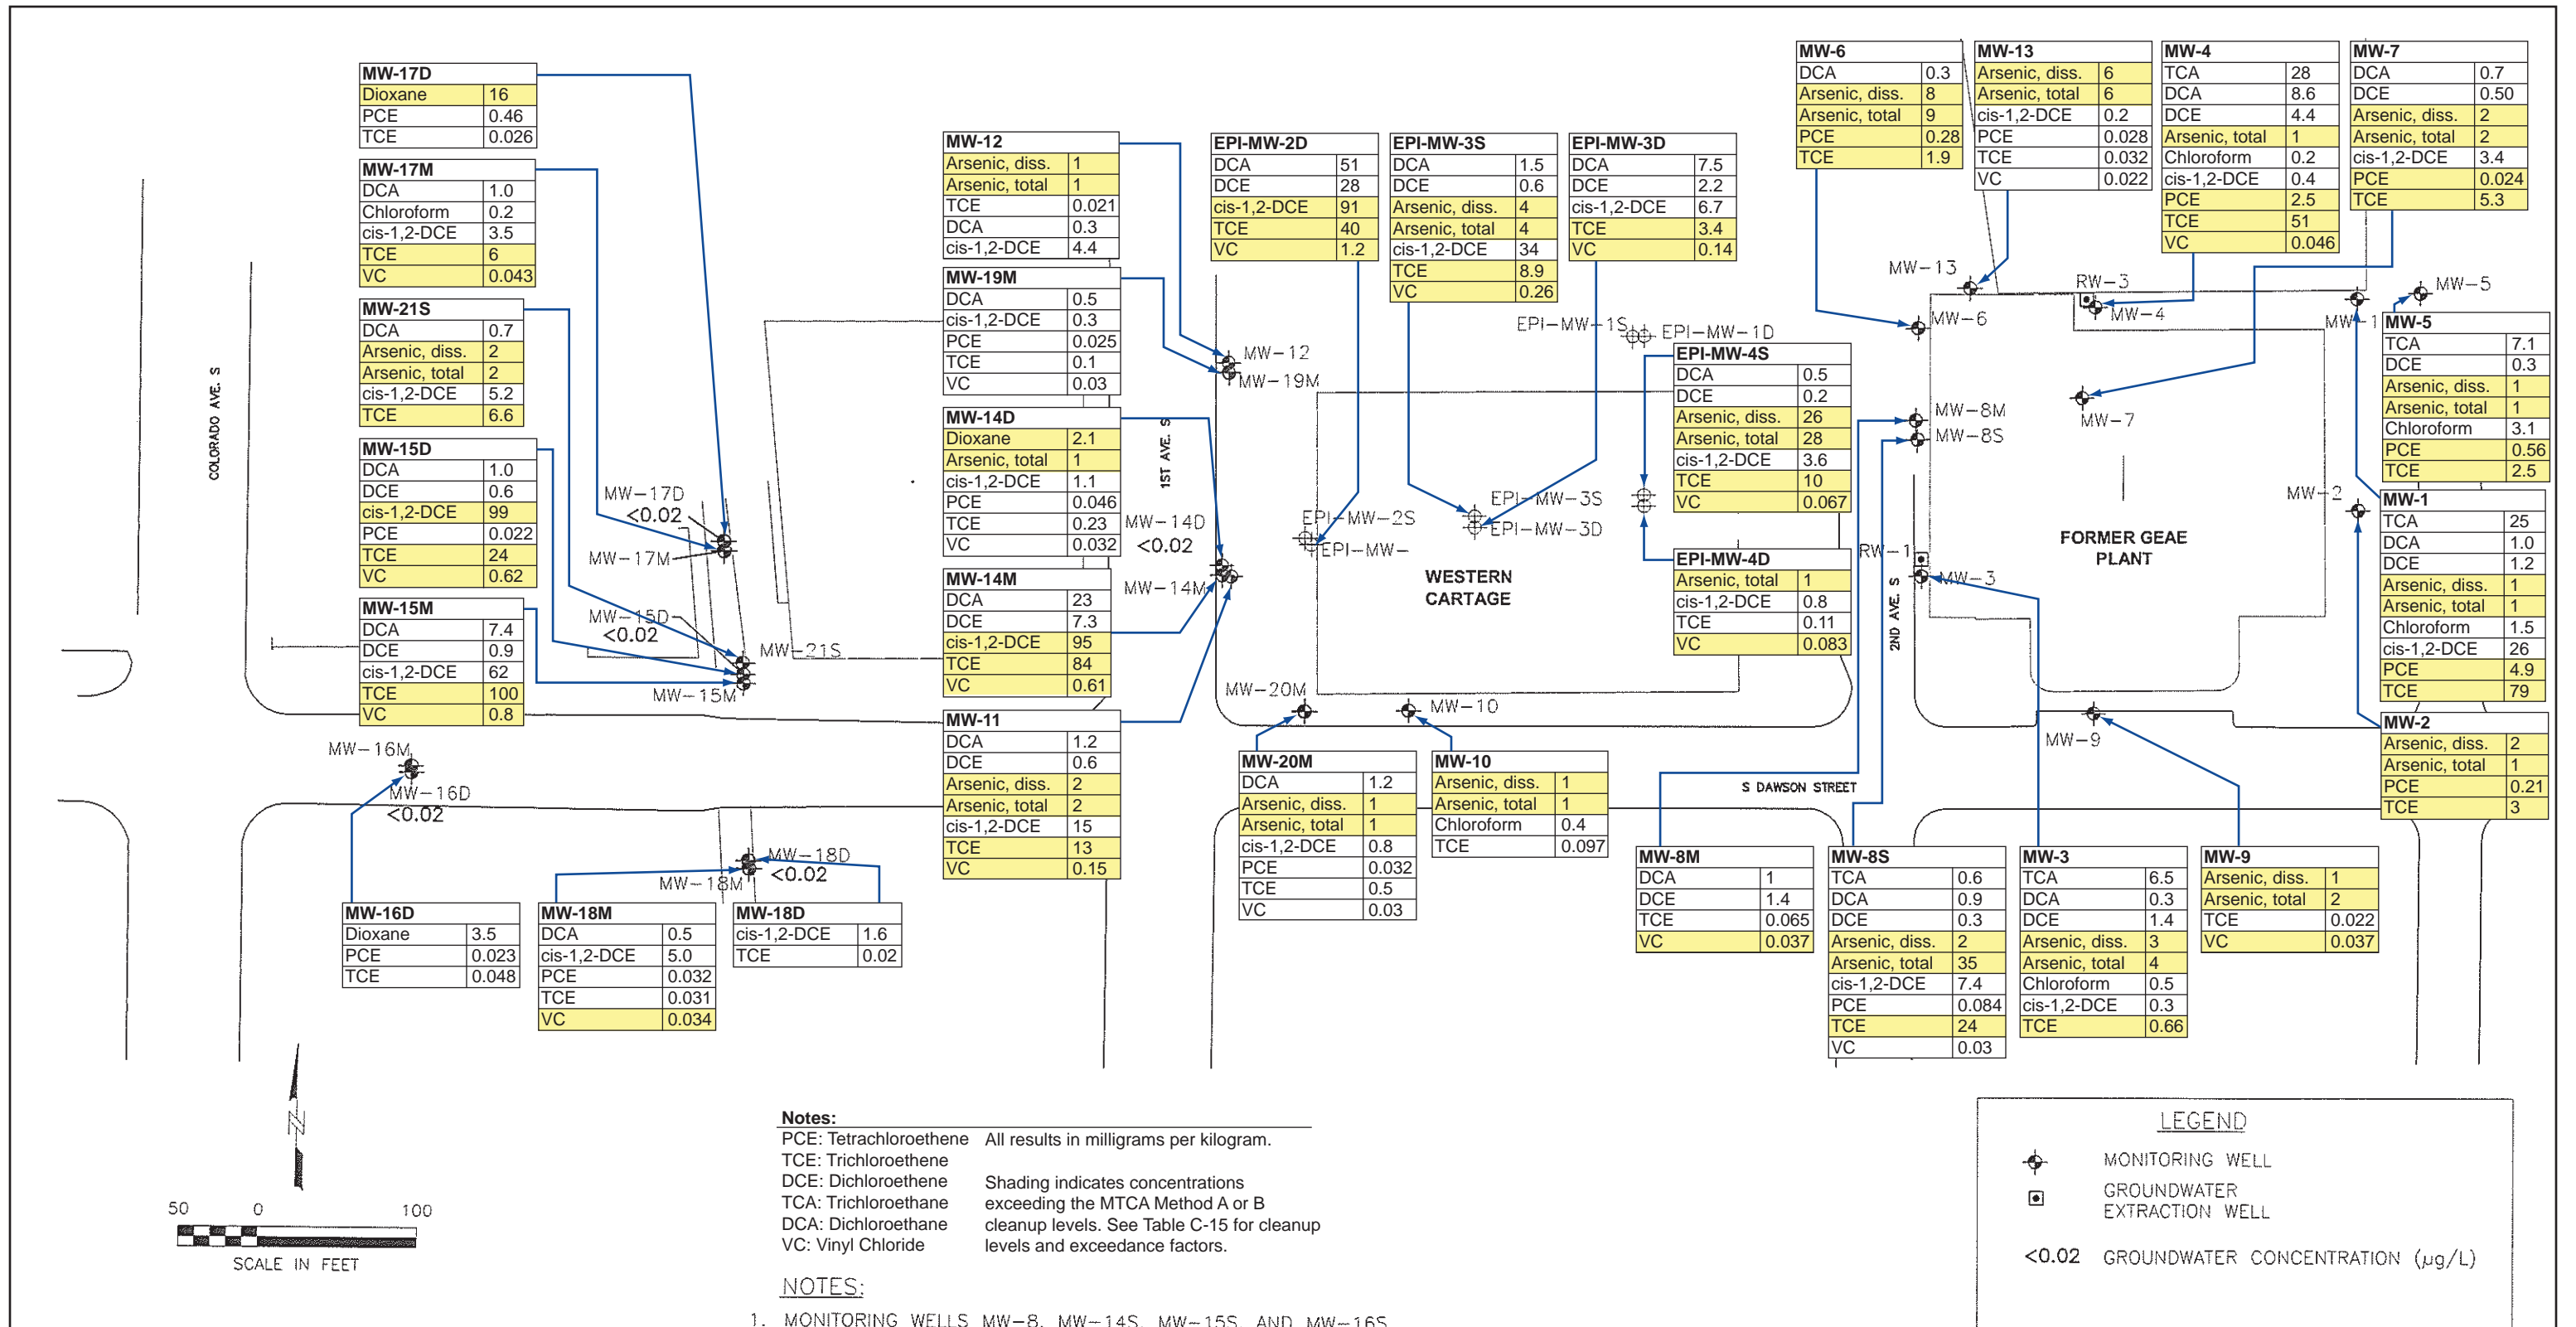 MW-17D
Dioxane 16
PCE 0.46
TCE 0.026
MW-17M
DCA 1.0
Chloroform 0.2
cis-1,2-DCE 3.5
TCE 6
VC 0.043
MW-21S
DCA 0.7
Arsenic, diss. 2
Arsenic, total 2
cis-1,2-DCE 5.2
TCE 6.6
MW-15D
DCA 1.0
DCE 0.6
cis-1,2-DCE 99
PCE 0.022
TCE 24
VC 0.62
MW-15M
DCA 7.4
DCE 0.9
cis-1,2-DCE 62
TCE 100
VC 0.8
MW-12
Arsenic, diss. 1
Arsenic, total 1
TCE 0.021
DCA 0.3
cis-1,2-DCE 4.4
MW-19M
DCA 0.5
cis-1,2-DCE 0.3
PCE 0.025
TCE 0.1
VC 0.03
MW-14D
Dioxane 2.1
Arsenic, total 1
cis-1,2-DCE 1.1
PCE 0.046
TCE 0.23
VC 0.032
MW-14M
DCA 23
DCE 7.3
cis-1,2-DCE 95
TCE 84
VC 0.61
MW-11
DCA 1.2
DCE 0.6
Arsenic, diss. 2
Arsenic, total 2
cis-1,2-DCE 15
TCE 13
VC 0.15
EPI-MW-2D
DCA 51
DCE 28
cis-1,2-DCE 91
TCE 40
VC 1.2
EPI-MW-3S
DCA 1.5
DCE 0.6
Arsenic, diss. 4
Arsenic, total 4
cis-1,2-DCE 34
TCE 8.9
VC 0.26
EPI-MW-3D
DCA 7.5
DCE 2.2
cis-1,2-DCE 6.7
TCE 3.4
VC 0.14
MW-6
DCA 0.3
Arsenic, diss. 8
Arsenic, total 9
PCE 0.28
TCE 1.9
MW-13
Arsenic, diss. 6
Arsenic, total 6
cis-1,2-DCE 0.2
PCE 0.028
TCE 0.032
VC 0.022
MW-4
TCA 28
DCA 8.6
DCE 4.4
Arsenic, total 1
Chloroform 0.2
cis-1,2-DCE 0.4
PCE 2.5
TCE 51
VC 0.046
MW-7
DCA 0.7
DCE 0.50
Arsenic, diss. 2
Arsenic, total 2
cis-1,2-DCE 3.4
PCE 0.024
TCE 5.3
EPI-MW-4S
DCA 0.5
DCE 0.2
Arsenic, diss. 26
Arsenic, total 28
cis-1,2-DCE 3.6
TCE 10
VC 0.067
EPI-MW-4D
Arsenic, total 1
cis-1,2-DCE 0.8
TCE 0.11
VC 0.083
MW-5
TCA 7.1
DCE 0.3
Arsenic, diss. 1
Arsenic, total 1
Chloroform 3.1
PCE 0.56
TCE 2.5
MW-1
TCA 25
DCA 1.0
DCE 1.2
Arsenic, diss. 1
Arsenic, total 1
Chloroform 1.5
cis-1,2-DCE 26
PCE 4.9
TCE 79
MW-2
Arsenic, diss. 2
Arsenic, total 1
PCE 0.21
TCE 3
MW-20M
DCA 1.2
Arsenic, diss. 1
Arsenic, total 1
cis-1,2-DCE 0.8
PCE 0.032
TCE 0.5
VC 0.03
MW-10
Arsenic, diss. 1
Arsenic, total 1
Chloroform 0.4
TCE 0.097
MW-8M
DCA 1
DCE 1.4
TCE 0.065
VC 0.037
MW-8S
TCA 0.6
DCA 0.9
DCE 0.3
Arsenic, diss. 2
Arsenic, total 35
cis-1,2-DCE 7.4
PCE 0.084
TCE 24
VC 0.03
MW-3
TCA 6.5
DCA 0.3
DCE 1.4
Arsenic, diss. 3
Arsenic, total 4
Chloroform 0.5
cis-1,2-DCE 0.3
TCE 0.66
MW-9
Arsenic, diss. 1
Arsenic, total 2
TCE 0.022
VC 0.037
MW-16D
Dioxane 3.5
PCE 0.023
TCE 0.048
MW-18M
DCA 0.5
cis-1,2-DCE 5.0
PCE 0.032
TCE 0.031
VC 0.034
MW-18D
cis-1,2-DCE 1.6
TCE 0.02
COLORADO AVE. S
1ST AVE. S
2ND AVE. S
S DAWSON STREET
WESTERN
CARTAGE
FORMER GEAE
PLANT
MW-17D
<0.02
MW-17M
MW-15D
<0.02
MW-21S
MW-15M
MW-16M
MW-16D
<0.02
MW-18D
<0.02
MW-18M
MW-12
MW-19M
MW-14D
<0.02
MW-14M
EPI-MW-2S
EPI-MW-
EPI-MW-1S
EPI-MW-1D
EPI-MW-3S
EPI-MW-3D
MW-20M
MW-10
MW-13
RW-3
MW-4
MW-6
MW-5
MW-1
MW-8M
MW-8S
MW-7
MW-2
RW-1
MW-3
MW-9
50 0 100
SCALE IN FEET
N
Notes:
PCE: Tetrachloroethene
TCE: Trichloroethene
DCE: Dichloroethene
TCA: Trichloroethane
DCA: Dichloroethane
VC: Vinyl Chloride
All results in milligrams per kilogram.
Shading indicates concentrations
exceeding the MTCA Method A or B
cleanup levels. See Table C-15 for cleanup
levels and exceedance factors.
NOTES:
1. MONITORING WELLS MW-8, MW-14S, MW-15S, AND MW-16S
LEGEND
MONITORING WELL
GROUNDWATER
EXTRACTION WELL
<0.02 GROUNDWATER CONCENTRATION (µg/L)